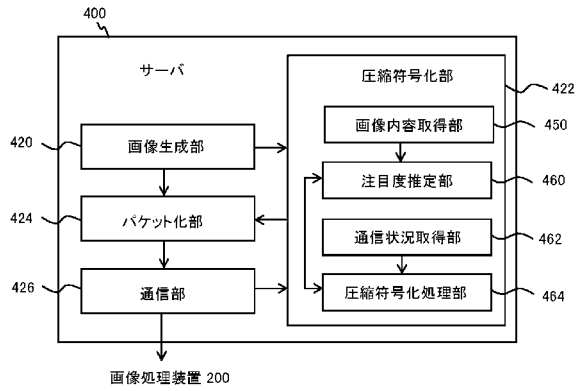 400
サーバ
圧縮符号化部
422
画像内容取得部
450
420
画像生成部
注目度推定部
460
424
パケット化部
通信状況取得部
462
426
通信部
圧縮符号化処理部
464
画像処理装置 200